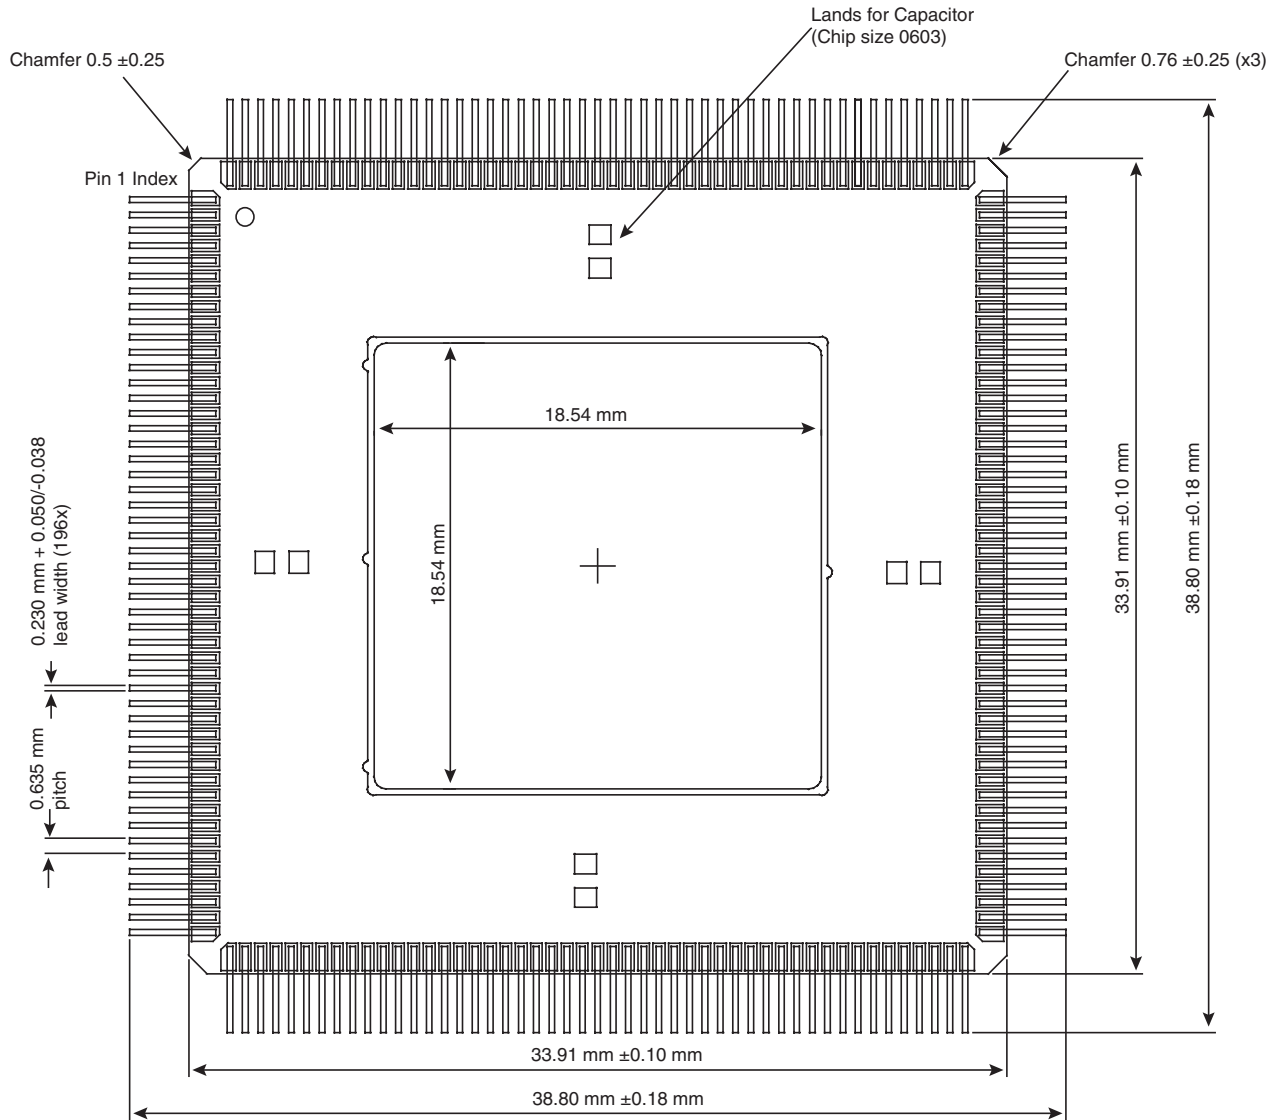 Lands for Capacitor
(Chip size 0603)
Chamfer 0.5 ±0.25
Chamfer 0.76 ±0.25 (x3)
Pin 1 Index
18.54 mm
18.54 mm
0.230 mm + 0.050/-0.038
lead width (196x)
0.635 mm
pitch
33.91 mm ±0.10 mm
38.80 mm ±0.18 mm
33.91 mm ±0.10 mm
38.80 mm ±0.18 mm